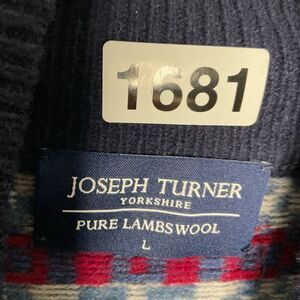 1681
JOSEPH TURNER
YORKSHIRE
PURE LAMBSWOOL
L